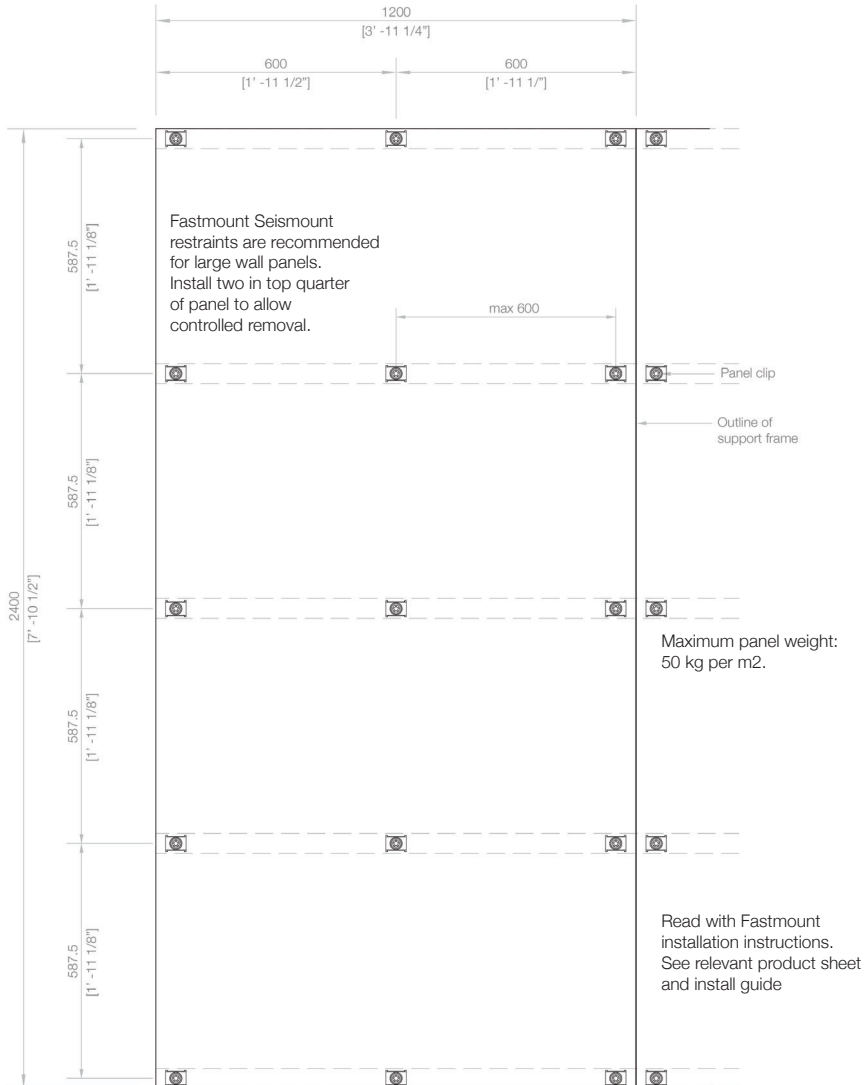 1200
[3' -11 1/4"]
600
[1' -11 1/2"]
600
[1' -11 1/"]
587.5
[1' -11 1/8"]
Fastmount Seismount
restraints are recommended
for large wall panels.
Install two in top quarter
of panel to allow
controlled removal.
max 600
Panel clip
Outline of
support frame
587.5
[1' -11 1/8"]
2400
[7' -10 1/2"]
Maximum panel weight:
50 kg per m2.
587.5
[1' -11 1/8"]
Read with Fastmount
installation instructions.
See relevant product sheet
and install guide
587.5
[1' -11 1/8"]